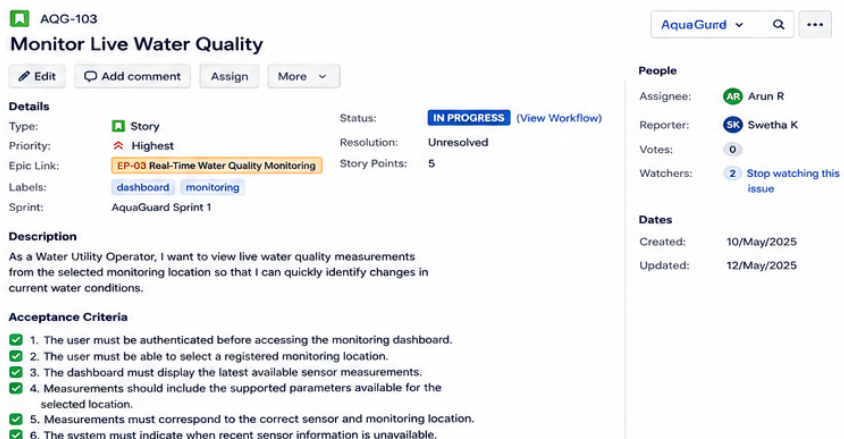 AQG-103
Monitor Live Water Quality
AquaGurd
Edit
Add comment
Assign
More
Details
Type: Story
Priority: Highest
Epic Link: EP-03 Real-Time Water Quality Monitoring
Labels: dashboard monitoring
Sprint: AquaGuard Sprint 1
Status: IN PROGRESS (View Workflow)
Resolution: Unresolved
Story Points: 5
Description
As a Water Utility Operator, I want to view live water quality measurements
from the selected monitoring location so that I can quickly identify changes in
current water conditions.
Acceptance Criteria
1. The user must be authenticated before accessing the monitoring dashboard.
2. The user must be able to select a registered monitoring location.
3. The dashboard must display the latest available sensor measurements.
4. Measurements should include the supported parameters available for the
selected location.
5. Measurements must correspond to the correct sensor and monitoring location.
6. The system must indicate when recent sensor information is unavailable.
People
Assignee: AR Arun R
Reporter: SK Swetha K
Votes: 0
Watchers: 2 Stop watching this
issue
Dates
Created: 10/May/2025
Updated: 12/May/2025